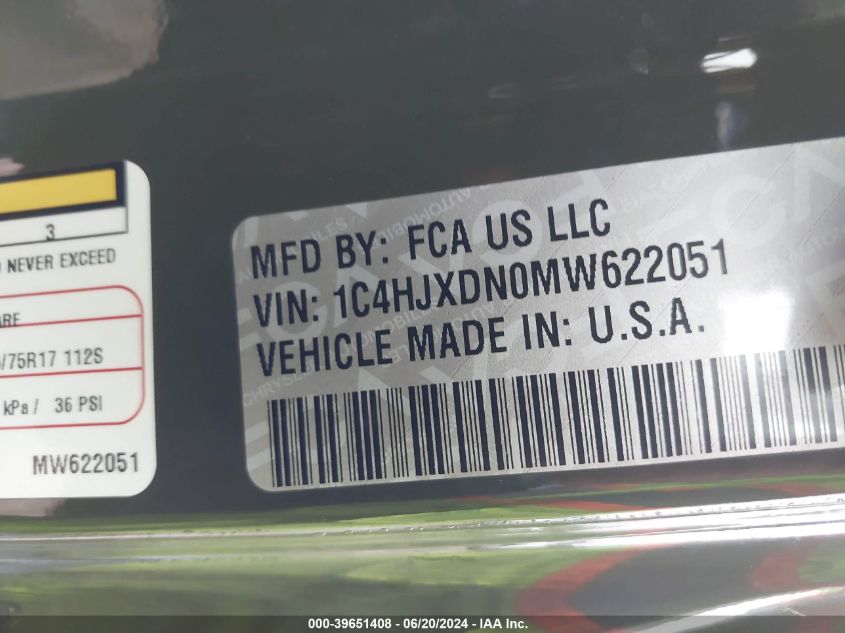 3
NEVER EXCEED
/75R17 112S
kPa / 36 PSI
MW622051
MFD BY: FCA US LLC
VIN: 1C4HJXDN0MW622051
VEHICLE MADE IN: U.S.A.
000-39651408 - 06/20/2024 - IAA Inc.